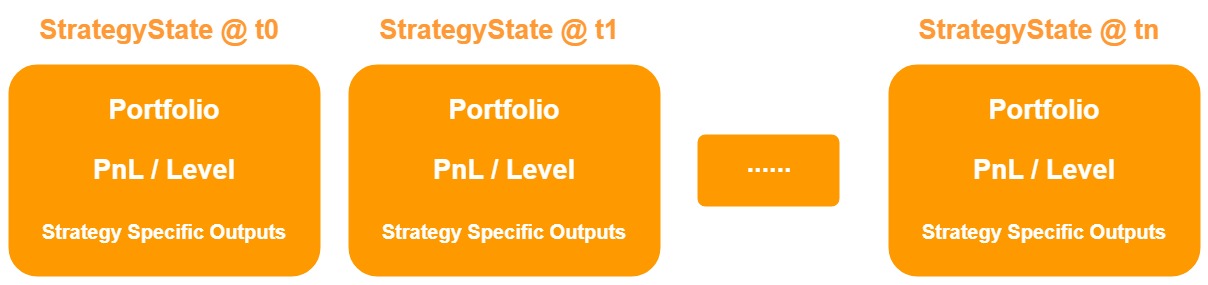 StrategyState @ t0
StrategyState @ t1
StrategyState @ tn
Portfolio
PnL / Level
Strategy Specific Outputs
Portfolio
PnL / Level
Strategy Specific Outputs
......
Portfolio
PnL / Level
Strategy Specific Outputs